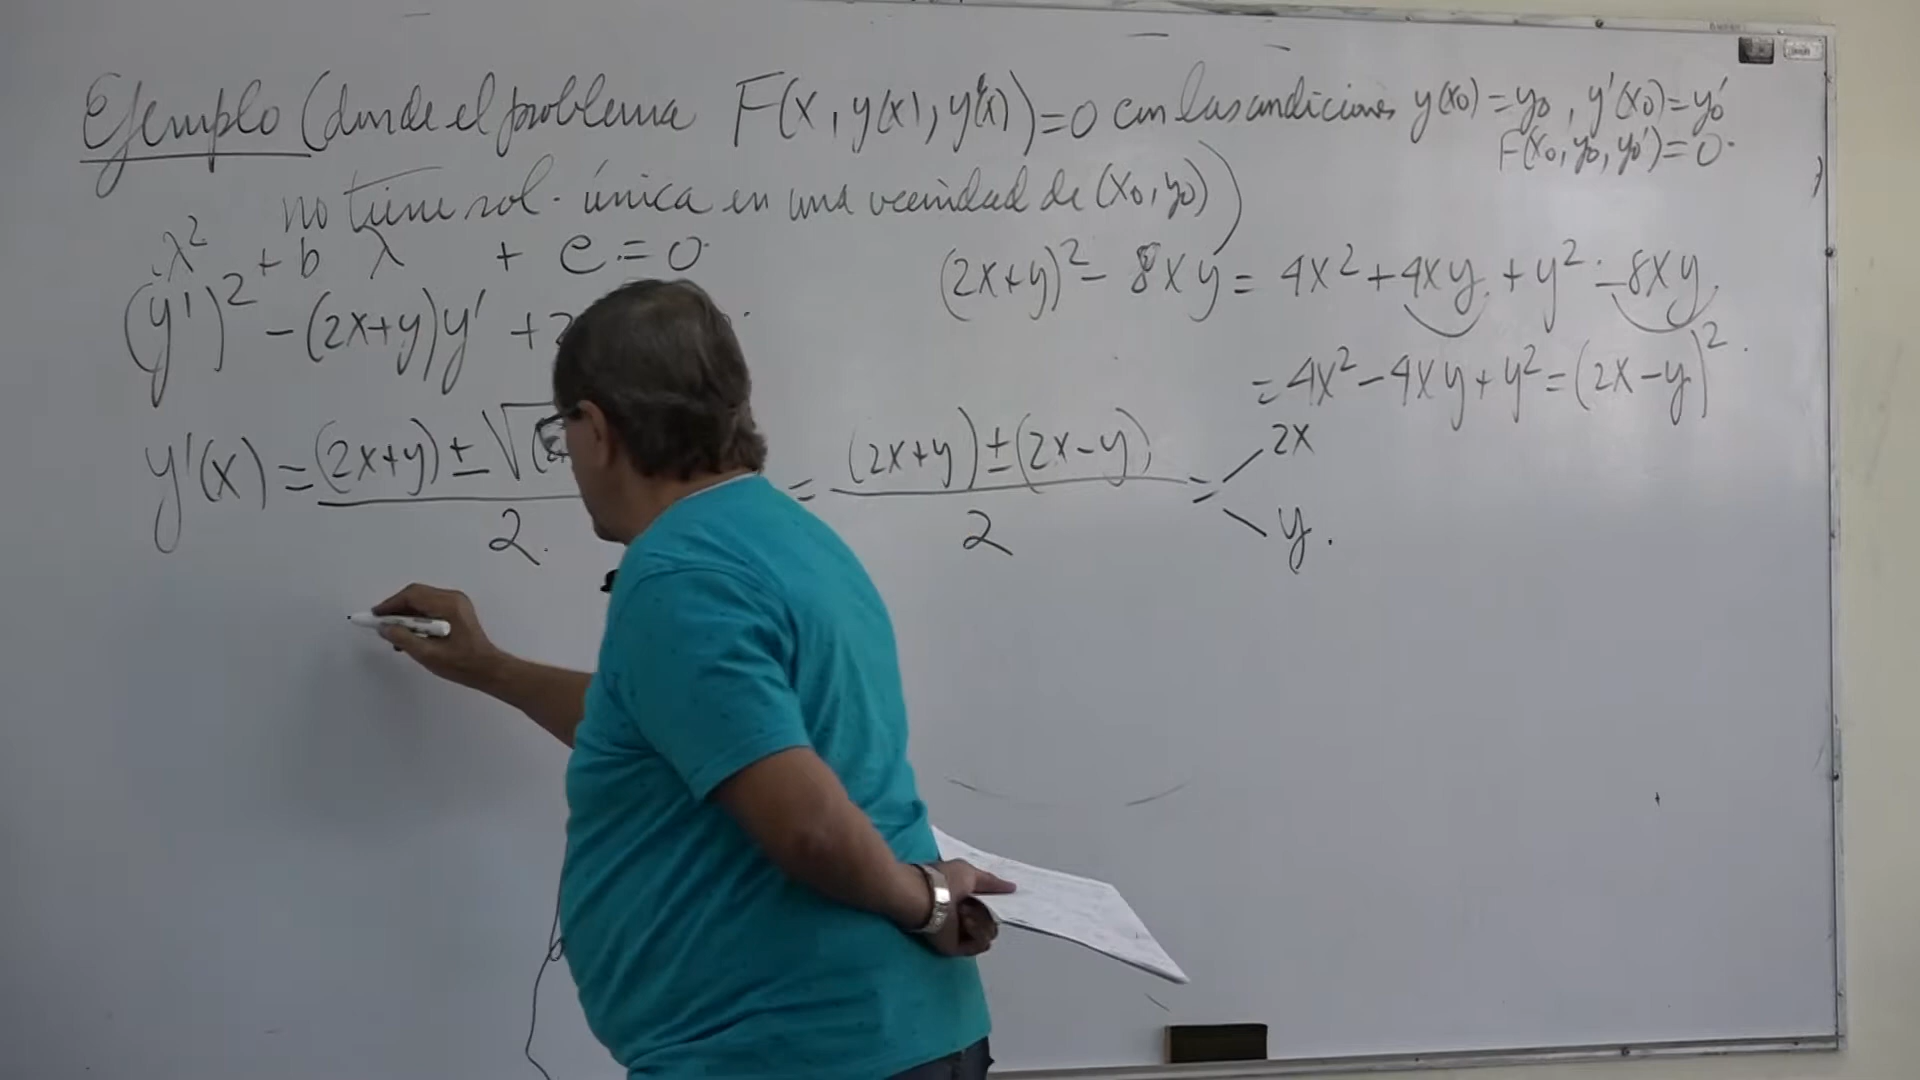 Ejemplo (donde el problema F(x, y(x), y'(x))=0 con las condiciones y(x0)=y0, y'(x0)=y0'
F(x0, y0, y0')=0.
no tiene sol. única en una vecindad de (x0, y0))
λ² + b λ + c = 0
(y')² - (2x+y)y' + 2
(2x+y)² - 8xy = 4x² + 4xy + y² - 8xy
= 4x² - 4xy + y² = (2x-y)².
y'(x) = (2x+y) ± √( / 2. = (2x+y) ± (2x-y) / 2 = 2x
y.